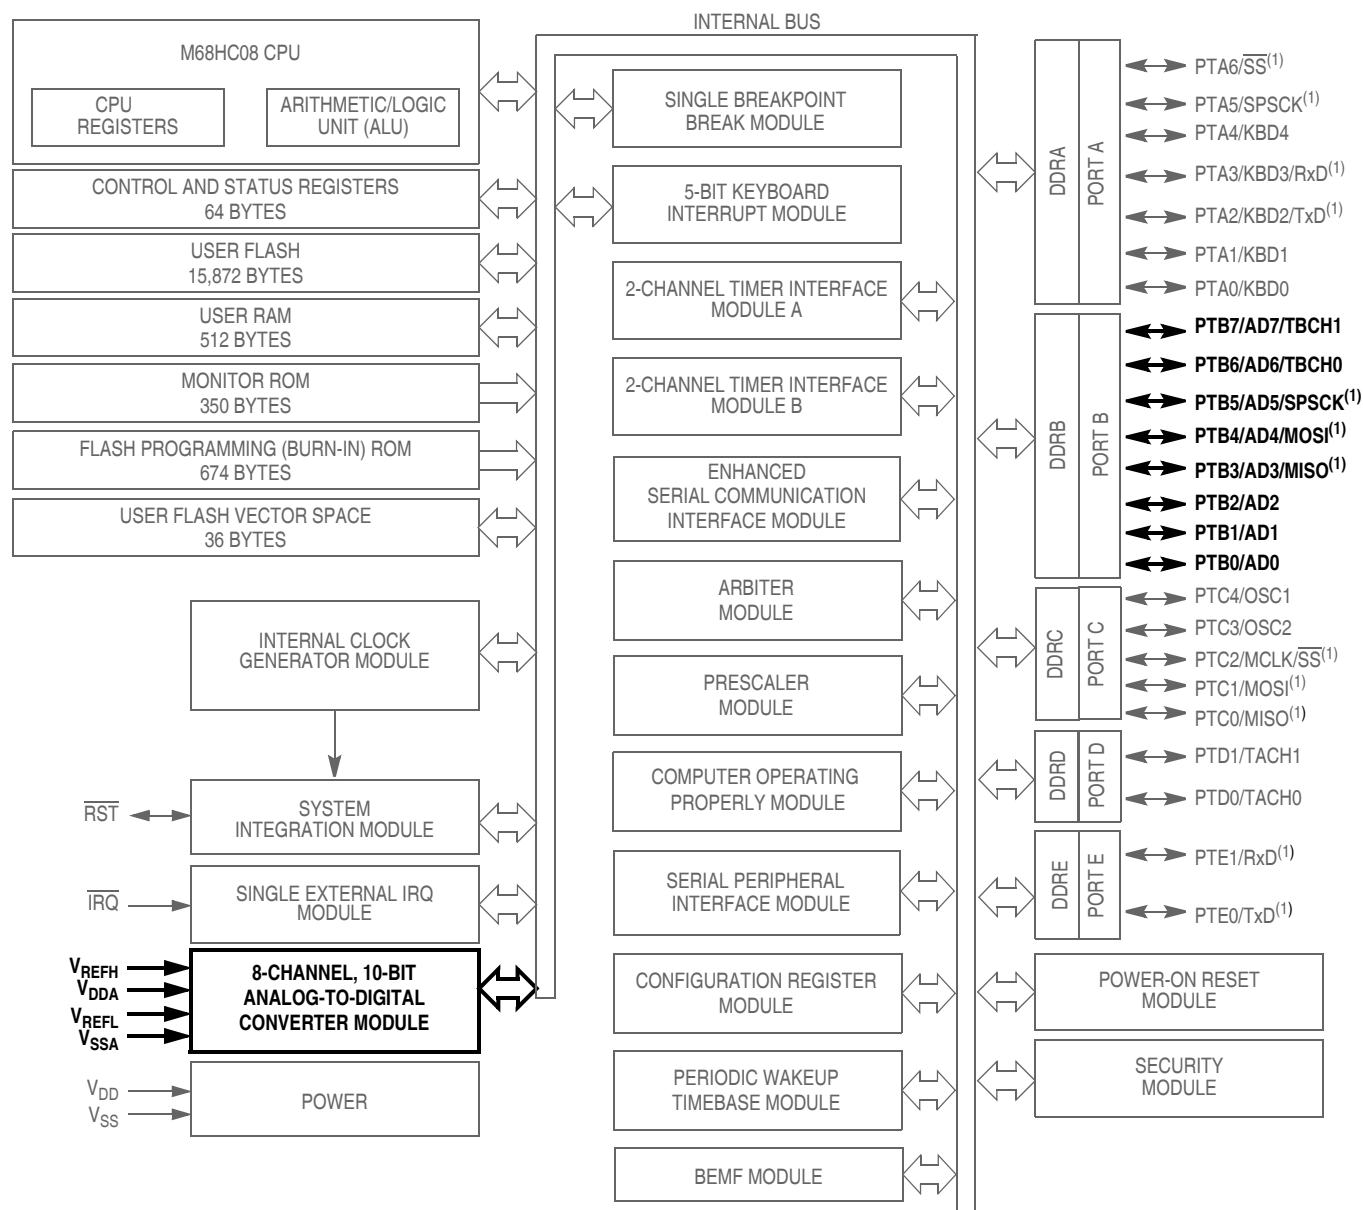 INTERNAL BUS
M68HC08 CPU
CPU
REGISTERS
ARITHMETIC/LOGIC
UNIT (ALU)
CONTROL AND STATUS REGISTERS
64 BYTES
USER FLASH
15,872 BYTES
USER RAM
512 BYTES
MONITOR ROM
350 BYTES
FLASH PROGRAMMING (BURN-IN) ROM
674 BYTES
USER FLASH VECTOR SPACE
36 BYTES
INTERNAL CLOCK
GENERATOR MODULE
RST
SYSTEM
INTEGRATION MODULE
IRQ
SINGLE EXTERNAL IRQ
MODULE
VREFH
VDDA
VREFL
VSSA
8-CHANNEL, 10-BIT
ANALOG-TO-DIGITAL
CONVERTER MODULE
VDD
VSS
POWER
SINGLE BREAKPOINT
BREAK MODULE
5-BIT KEYBOARD
INTERRUPT MODULE
2-CHANNEL TIMER INTERFACE
MODULE A
2-CHANNEL TIMER INTERFACE
MODULE B
ENHANCED
SERIAL COMMUNICATION
INTERFACE MODULE
ARBITER
MODULE
PRESCALER
MODULE
COMPUTER OPERATING
PROPERLY MODULE
SERIAL PERIPHERAL
INTERFACE MODULE
CONFIGURATION REGISTER
MODULE
PERIODIC WAKEUP
TIMEBASE MODULE
BEMF MODULE
DDRA
PORT A
PTA6/SS(1)
PTA5/SPSCK(1)
PTA4/KBD4
PTA3/KBD3/RxD(1)
PTA2/KBD2/TxD(1)
PTA1/KBD1
PTA0/KBD0
DDRB
PORT B
PTB7/AD7/TBCH1
PTB6/AD6/TBCH0
PTB5/AD5/SPSCK(1)
PTB4/AD4/MOSI(1)
PTB3/AD3/MISO(1)
PTB2/AD2
PTB1/AD1
PTB0/AD0
DDRC
PORT C
PTC4/OSC1
PTC3/OSC2
PTC2/MCLK/SS(1)
PTC1/MOSI(1)
PTC0/MISO(1)
DDRD
PORT D
PTD1/TACH1
PTD0/TACH0
DDRE
PORT E
PTE1/RxD(1)
PTE0/TxD(1)
POWER-ON RESET
MODULE
SECURITY
MODULE